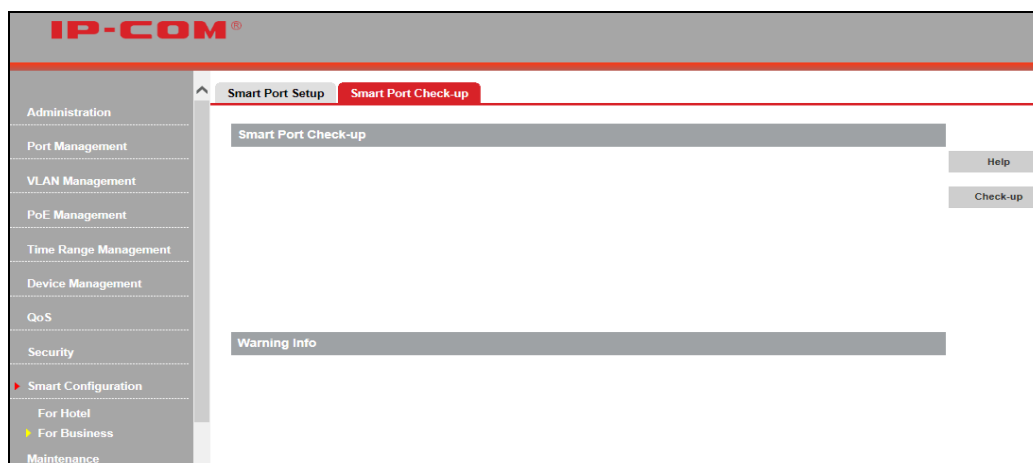 IP-COM®
Administration
Port Management
VLAN Management
PoE Management
Time Range Management
Device Management
QoS
Security
Smart Configuration
For Hotel
For Business
Maintenance
Smart Port Setup
Smart Port Check-up
Smart Port Check-up
Warning Info
Help
Check-up